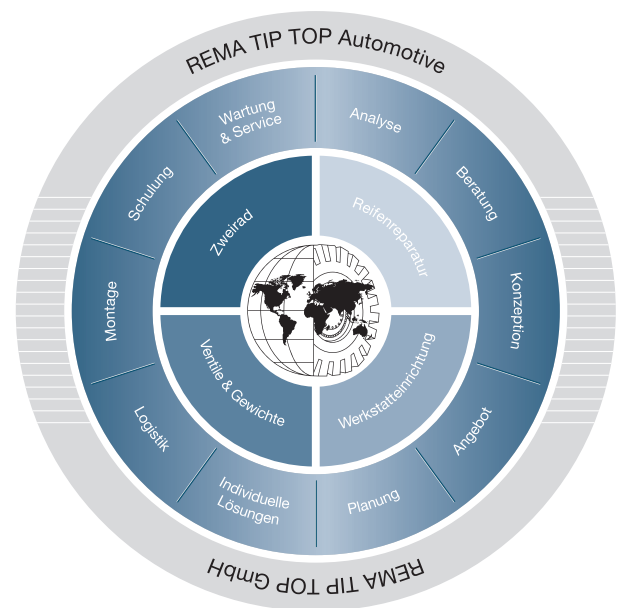 REMA TIP TOP Automotive
Wartung
& Service
Analyse
Beratung
Konzeption
Angebot
Planung
Individuelle
Lösungen
Logistik
Montage
Schulung
Zweirad
Reifenreparatur
Werkstatteinrichtung
Ventile & Gewichte
REMA TIP TOP GmbH